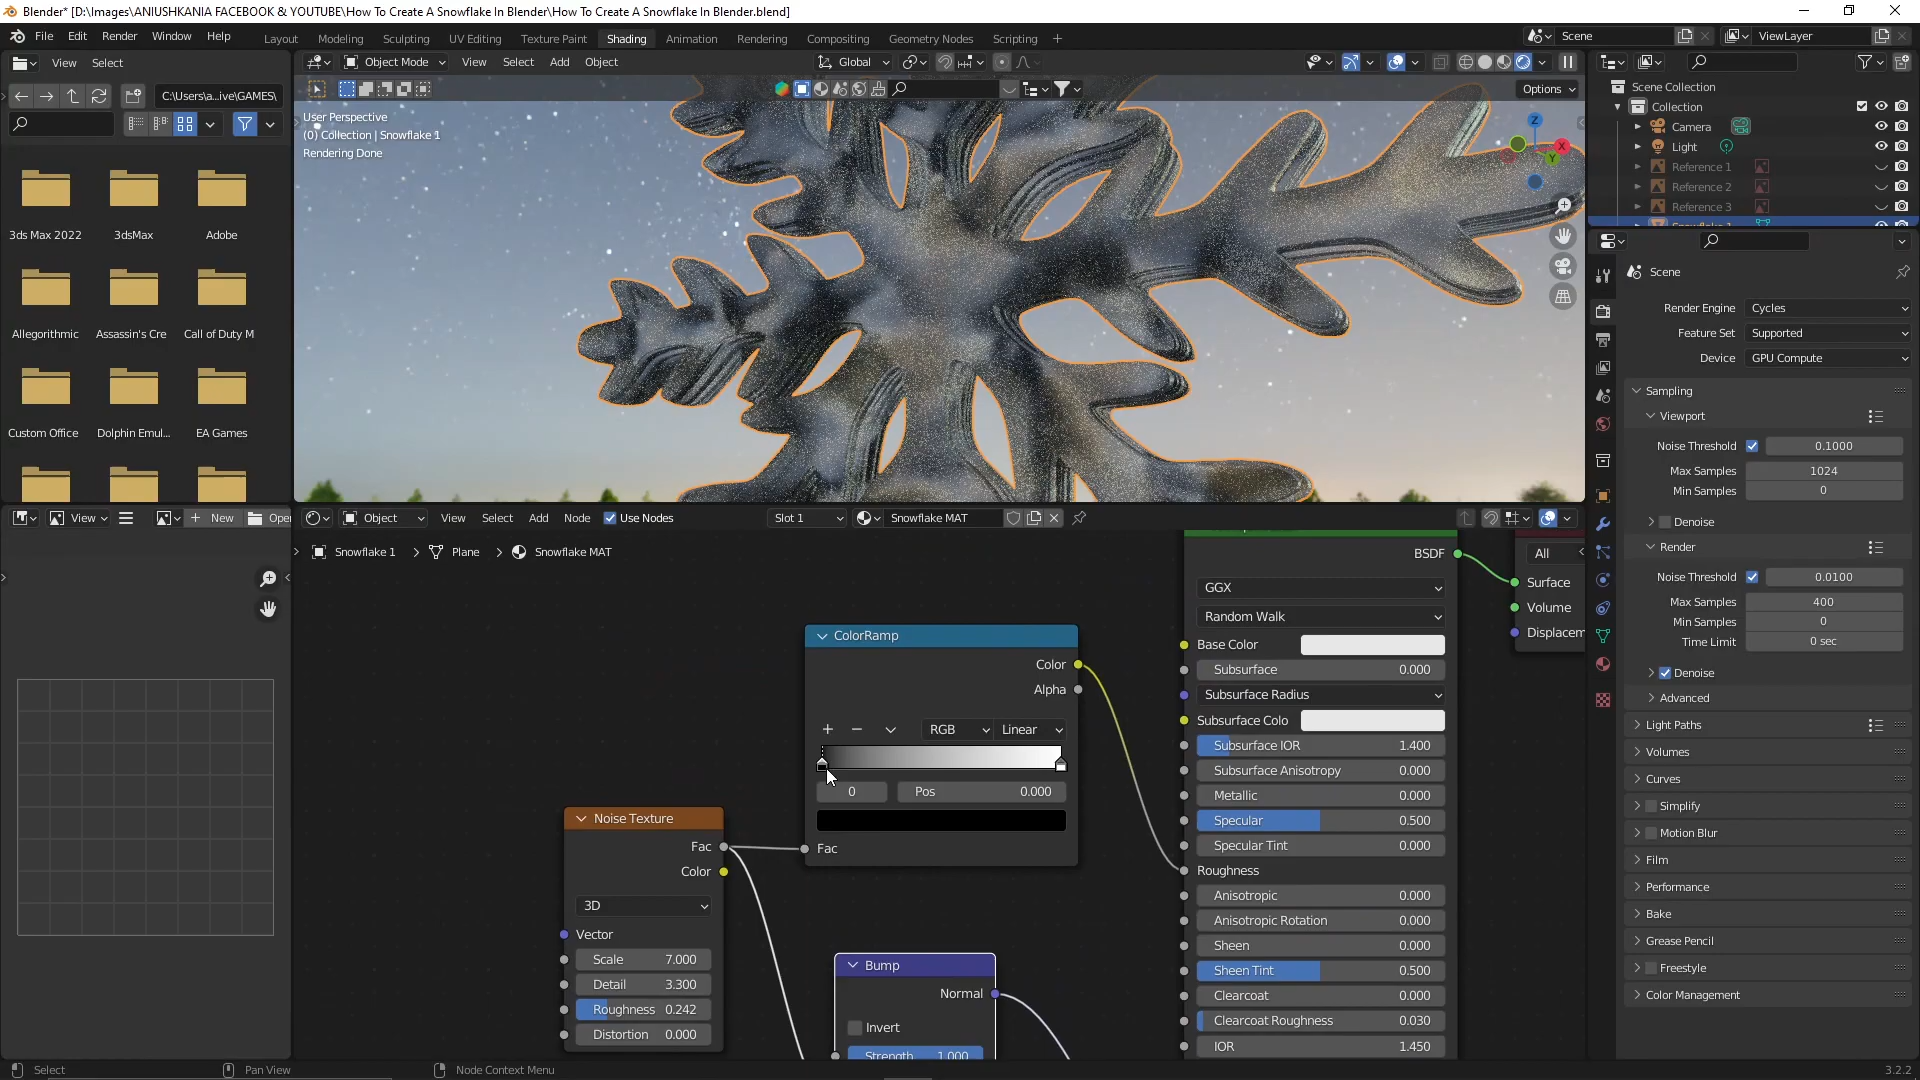 Blender* [D:\Images\ANIUSHKANIA FACEBOOK & YOUTUBE\How To Create A Snowflake In Blender\How To Create A Snowflake In Blender.blend]
File Edit Render Window Help Layout Modeling Sculpting UV Editing Texture Paint Shading Animation Rendering Compositing Geometry Nodes Scripting + Scene ViewLayer
View Select Object Mode View Select Add Object Global
C:\Users\a...ive\GAMES\ Options
User Perspective
(0) Collection | Snowflake 1
Rendering Done
Z
X
Y
3ds Max 2022 3dsMax Adobe
Allegorithmic Assassin's Cre Call of Duty M
Custom Office Dolphin Emul... EA Games
Scene Collection
Collection
Camera
Light
Reference 1
Reference 2
Reference 3
Scene
Render Engine Cycles
Feature Set Supported
Device GPU Compute
Sampling
Viewport
Noise Threshold 0.1000
Max Samples 1024
Min Samples 0
Denoise
Render
Noise Threshold 0.0100
Max Samples 400
Min Samples 0
Time Limit 0 sec
Denoise
Advanced
Light Paths
Volumes
Curves
Simplify
Motion Blur
Film
Performance
Bake
Grease Pencil
Freestyle
Color Management
View + New Open
Object View Select Add Node Use Nodes Slot 1 Snowflake MAT
Snowflake 1 > Plane > Snowflake MAT
ColorRamp
Color
Alpha
+ − RGB Linear
0 Pos 0.000
Fac
Noise Texture
Fac
Color
3D
Vector
Scale 7.000
Detail 3.300
Roughness 0.242
Distortion 0.000
Bump
Normal
Invert
Strength 1.000
BSDF
GGX
Random Walk
Base Color
Subsurface 0.000
Subsurface Radius
Subsurface Colo
Subsurface IOR 1.400
Subsurface Anisotropy 0.000
Metallic 0.000
Specular 0.500
Specular Tint 0.000
Roughness
Anisotropic 0.000
Anisotropic Rotation 0.000
Sheen 0.000
Sheen Tint 0.500
Clearcoat 0.000
Clearcoat Roughness 0.030
IOR 1.450
All
Surface
Volume
Displacem
Select Pan View Node Context Menu 3.2.2